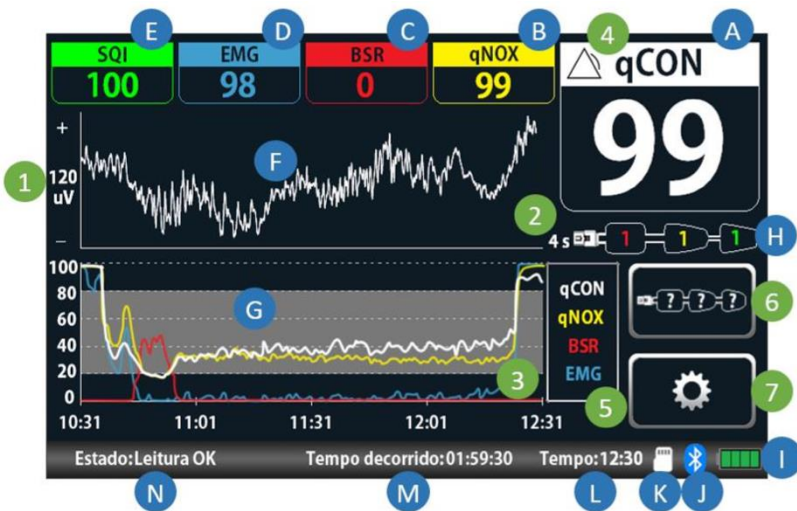 E D C B 4 A
SQI EMG BSR qNOX qCON
100 98 0 99 99
+
1 120 F
uV
–
2
4 s 1 1 1 H
100 qCON
80 G qNOX
60 BSR
40 EMG
20
0
3
5
? ? ? 6
7
10:31 11:01 11:31 12:01 12:31
Estado:Leitura OK Tempo decorrido:01:59:30 Tempo:12:30 I
N M L K J